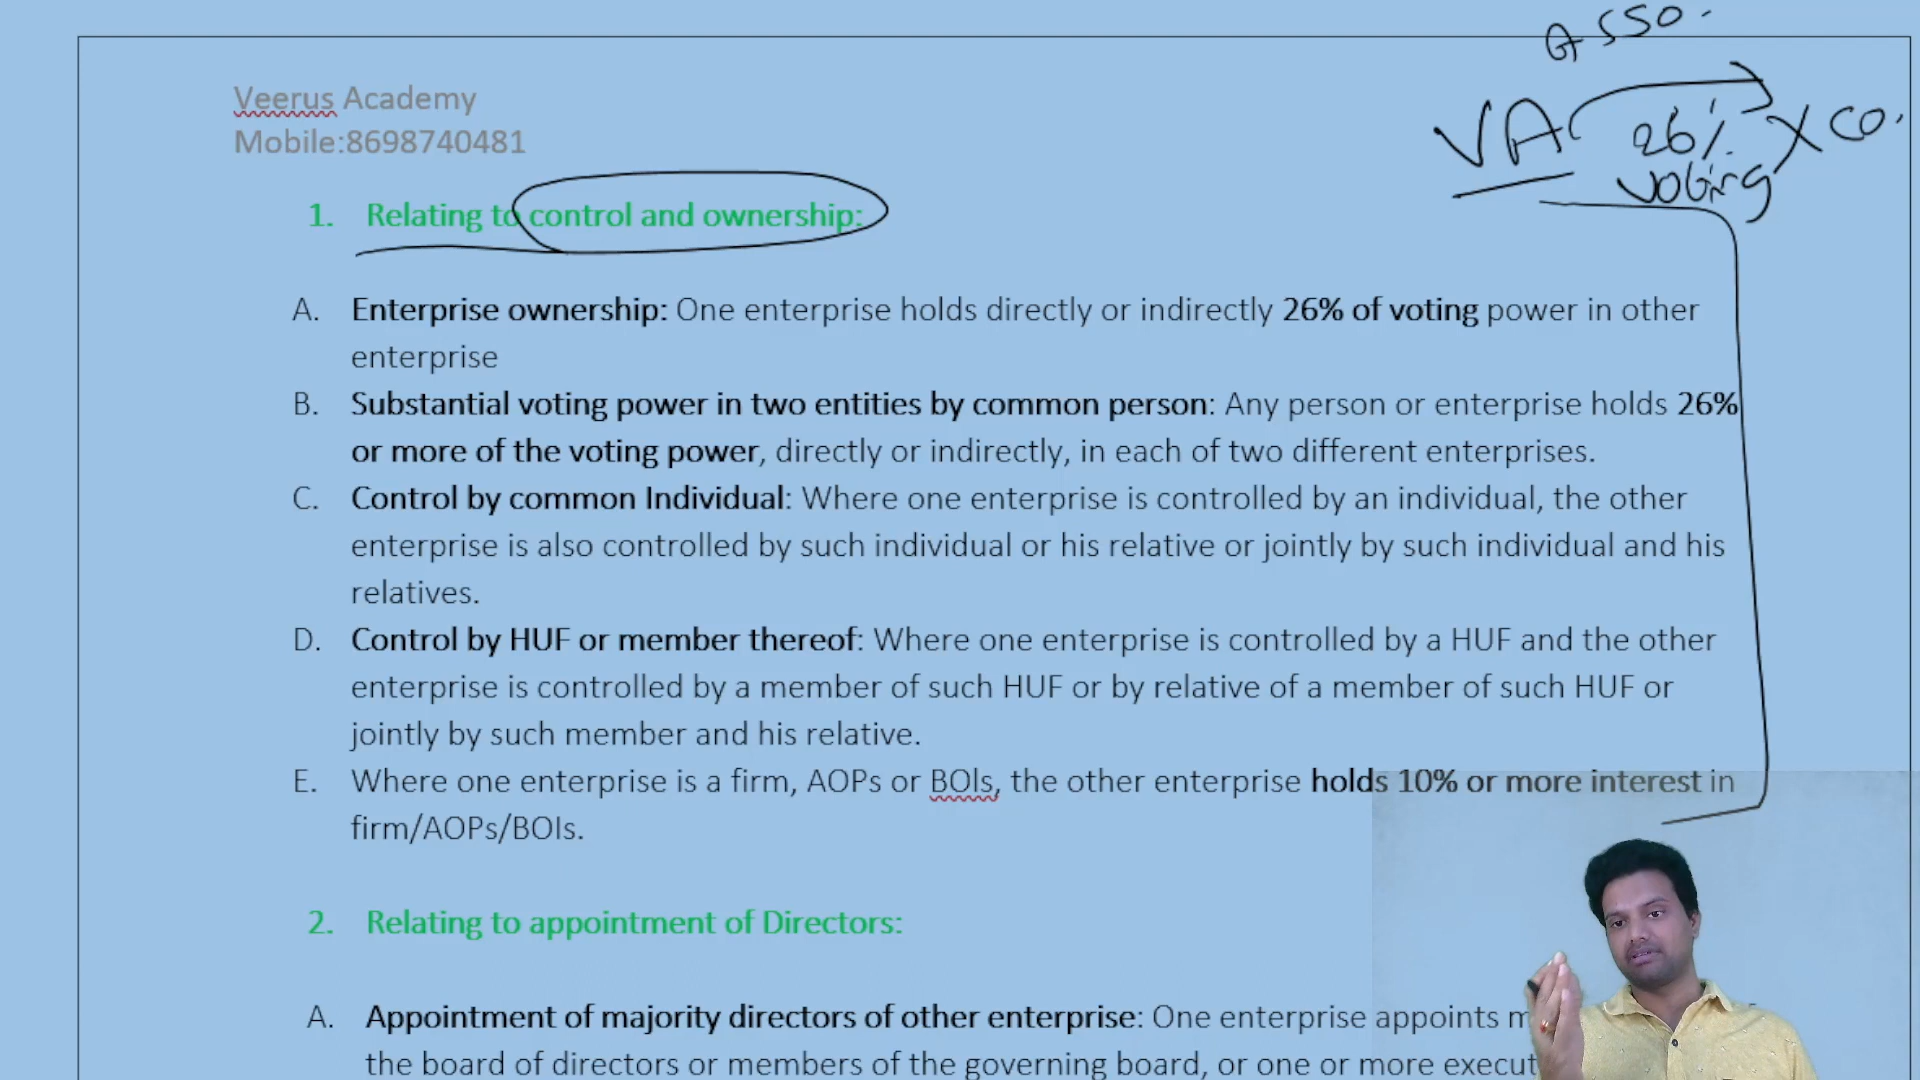 Asso.
VA 26% X CO.
voting
Veerus Academy
Mobile:8698740481
1. Relating to control and ownership:
A. Enterprise ownership: One enterprise holds directly or indirectly 26% of voting power in other
enterprise
B. Substantial voting power in two entities by common person: Any person or enterprise holds 26%
or more of the voting power, directly or indirectly, in each of two different enterprises.
C. Control by common Individual: Where one enterprise is controlled by an individual, the other
enterprise is also controlled by such individual or his relative or jointly by such individual and his
relatives.
D. Control by HUF or member thereof: Where one enterprise is controlled by a HUF and the other
enterprise is controlled by a member of such HUF or by relative of a member of such HUF or
jointly by such member and his relative.
E. Where one enterprise is a firm, AOPs or BOIs, the other enterprise holds 10% or more interest in
firm/AOPs/BOIs.
2. Relating to appointment of Directors:
A. Appointment of majority directors of other enterprise: One enterprise appoints
the board of directors or members of the governing board, or one or more